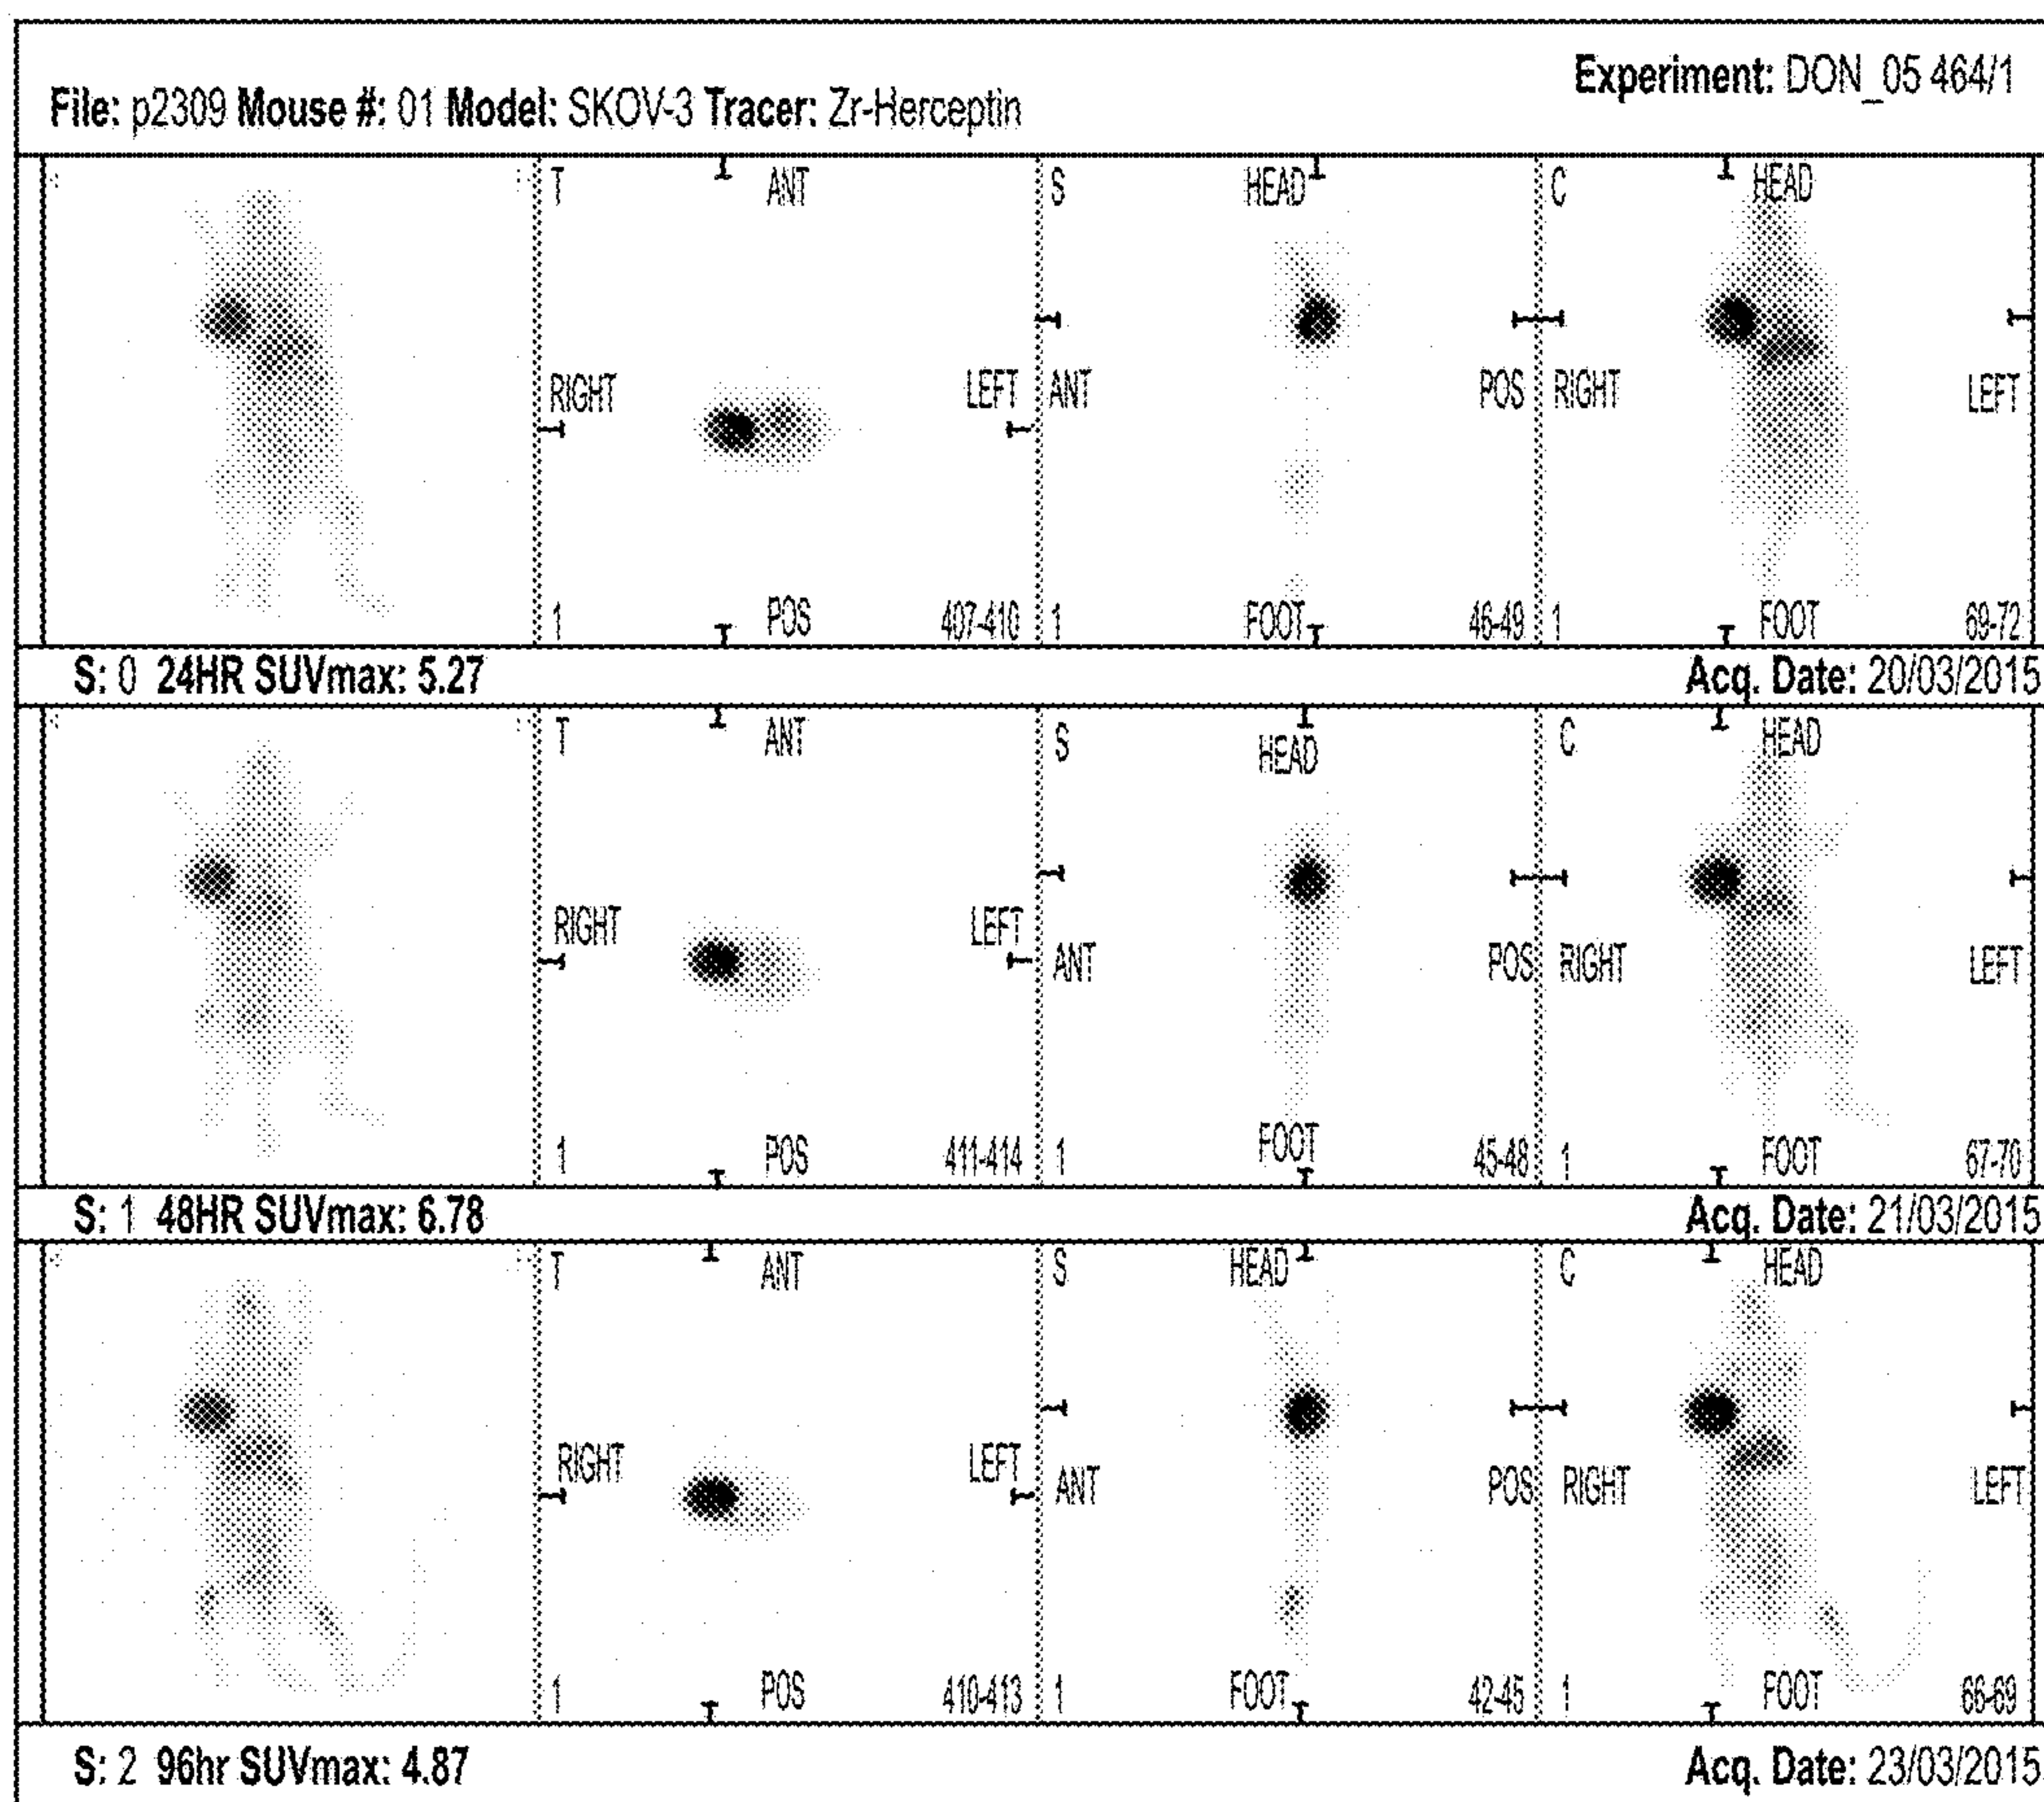 Experiment: DON_05 464/1
File: p2309 Mouse #: 01 Model: SKOV-3 Tracer: Zr-Herceptin
T ANT S HEAD C HEAD
RIGHT LEFT ANT POS RIGHT LEFT
1 POS 407-410 1 FOOT 46-49 1 FOOT 69-72
S: 0 24HR SUVmax: 5.27 Acq. Date: 20/03/2015
T ANT S HEAD C HEAD
RIGHT LEFT ANT POS RIGHT LEFT
1 POS 411-414 1 FOOT 45-48 1 FOOT 67-70
S: 1 48HR SUVmax: 6.78 Acq. Date: 21/03/2015
T ANT S HEAD C HEAD
RIGHT LEFT ANT POS RIGHT LEFT
1 POS 410-413 1 FOOT 42-45 1 FOOT 66-69
S: 2 96hr SUVmax: 4.87 Acq. Date: 23/03/2015